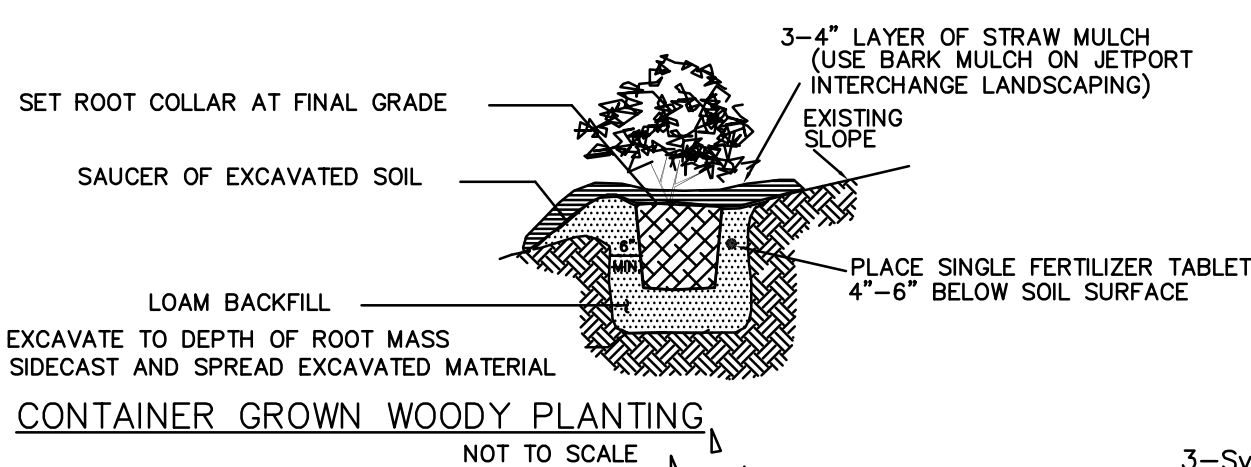 3-4" LAYER OF STRAW MULCH
(USE BARK MULCH ON JETPORT
INTERCHANGE LANDSCAPING)
SET ROOT COLLAR AT FINAL GRADE
EXISTING
SLOPE
SAUCER OF EXCAVATED SOIL
6"
MIN
PLACE SINGLE FERTILIZER TABLET
4"-6" BELOW SOIL SURFACE
LOAM BACKFILL
EXCAVATE TO DEPTH OF ROOT MASS
SIDECAST AND SPREAD EXCAVATED MATERIAL
CONTAINER GROWN WOODY PLANTING
NOT TO SCALE
3-Sy